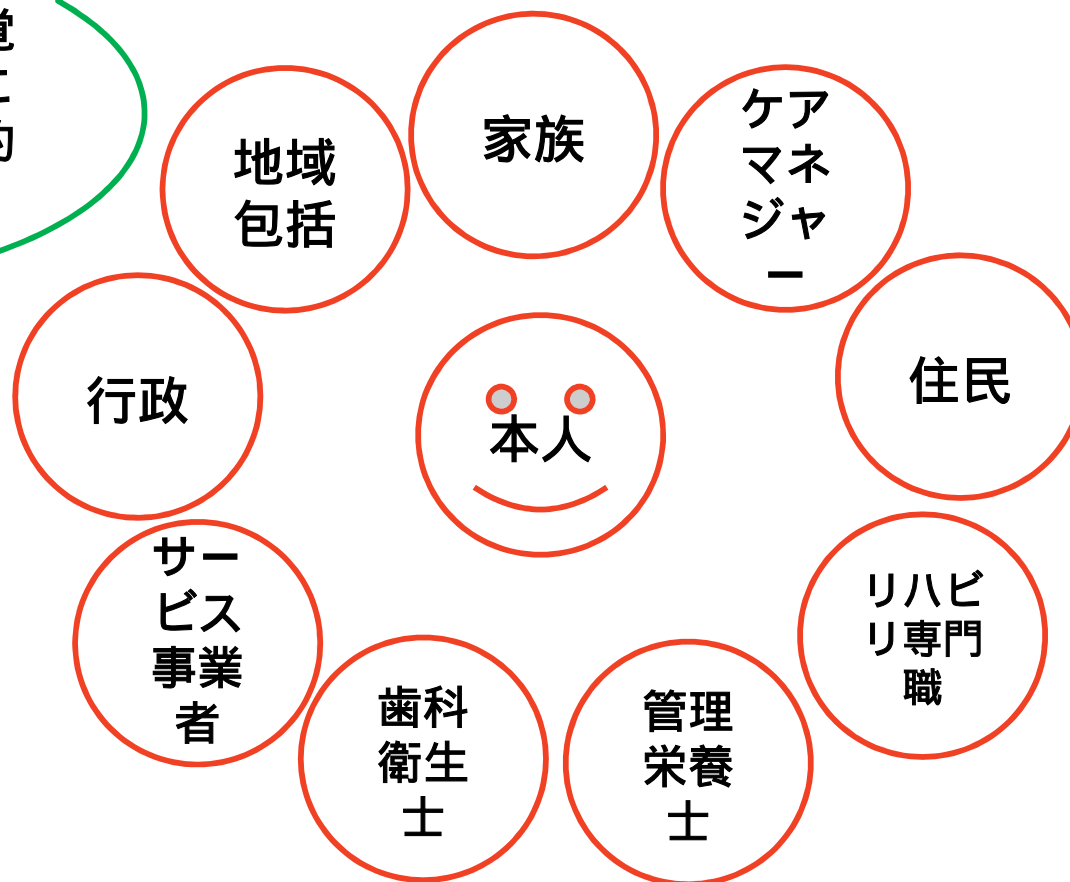 家族
地域
包括
ケア
マネ
ジャ
ー
行政
本人
住民
サー
ビス
事業
者
リハビ
リ専門
職
歯科
衛生
士
管理
栄養
士